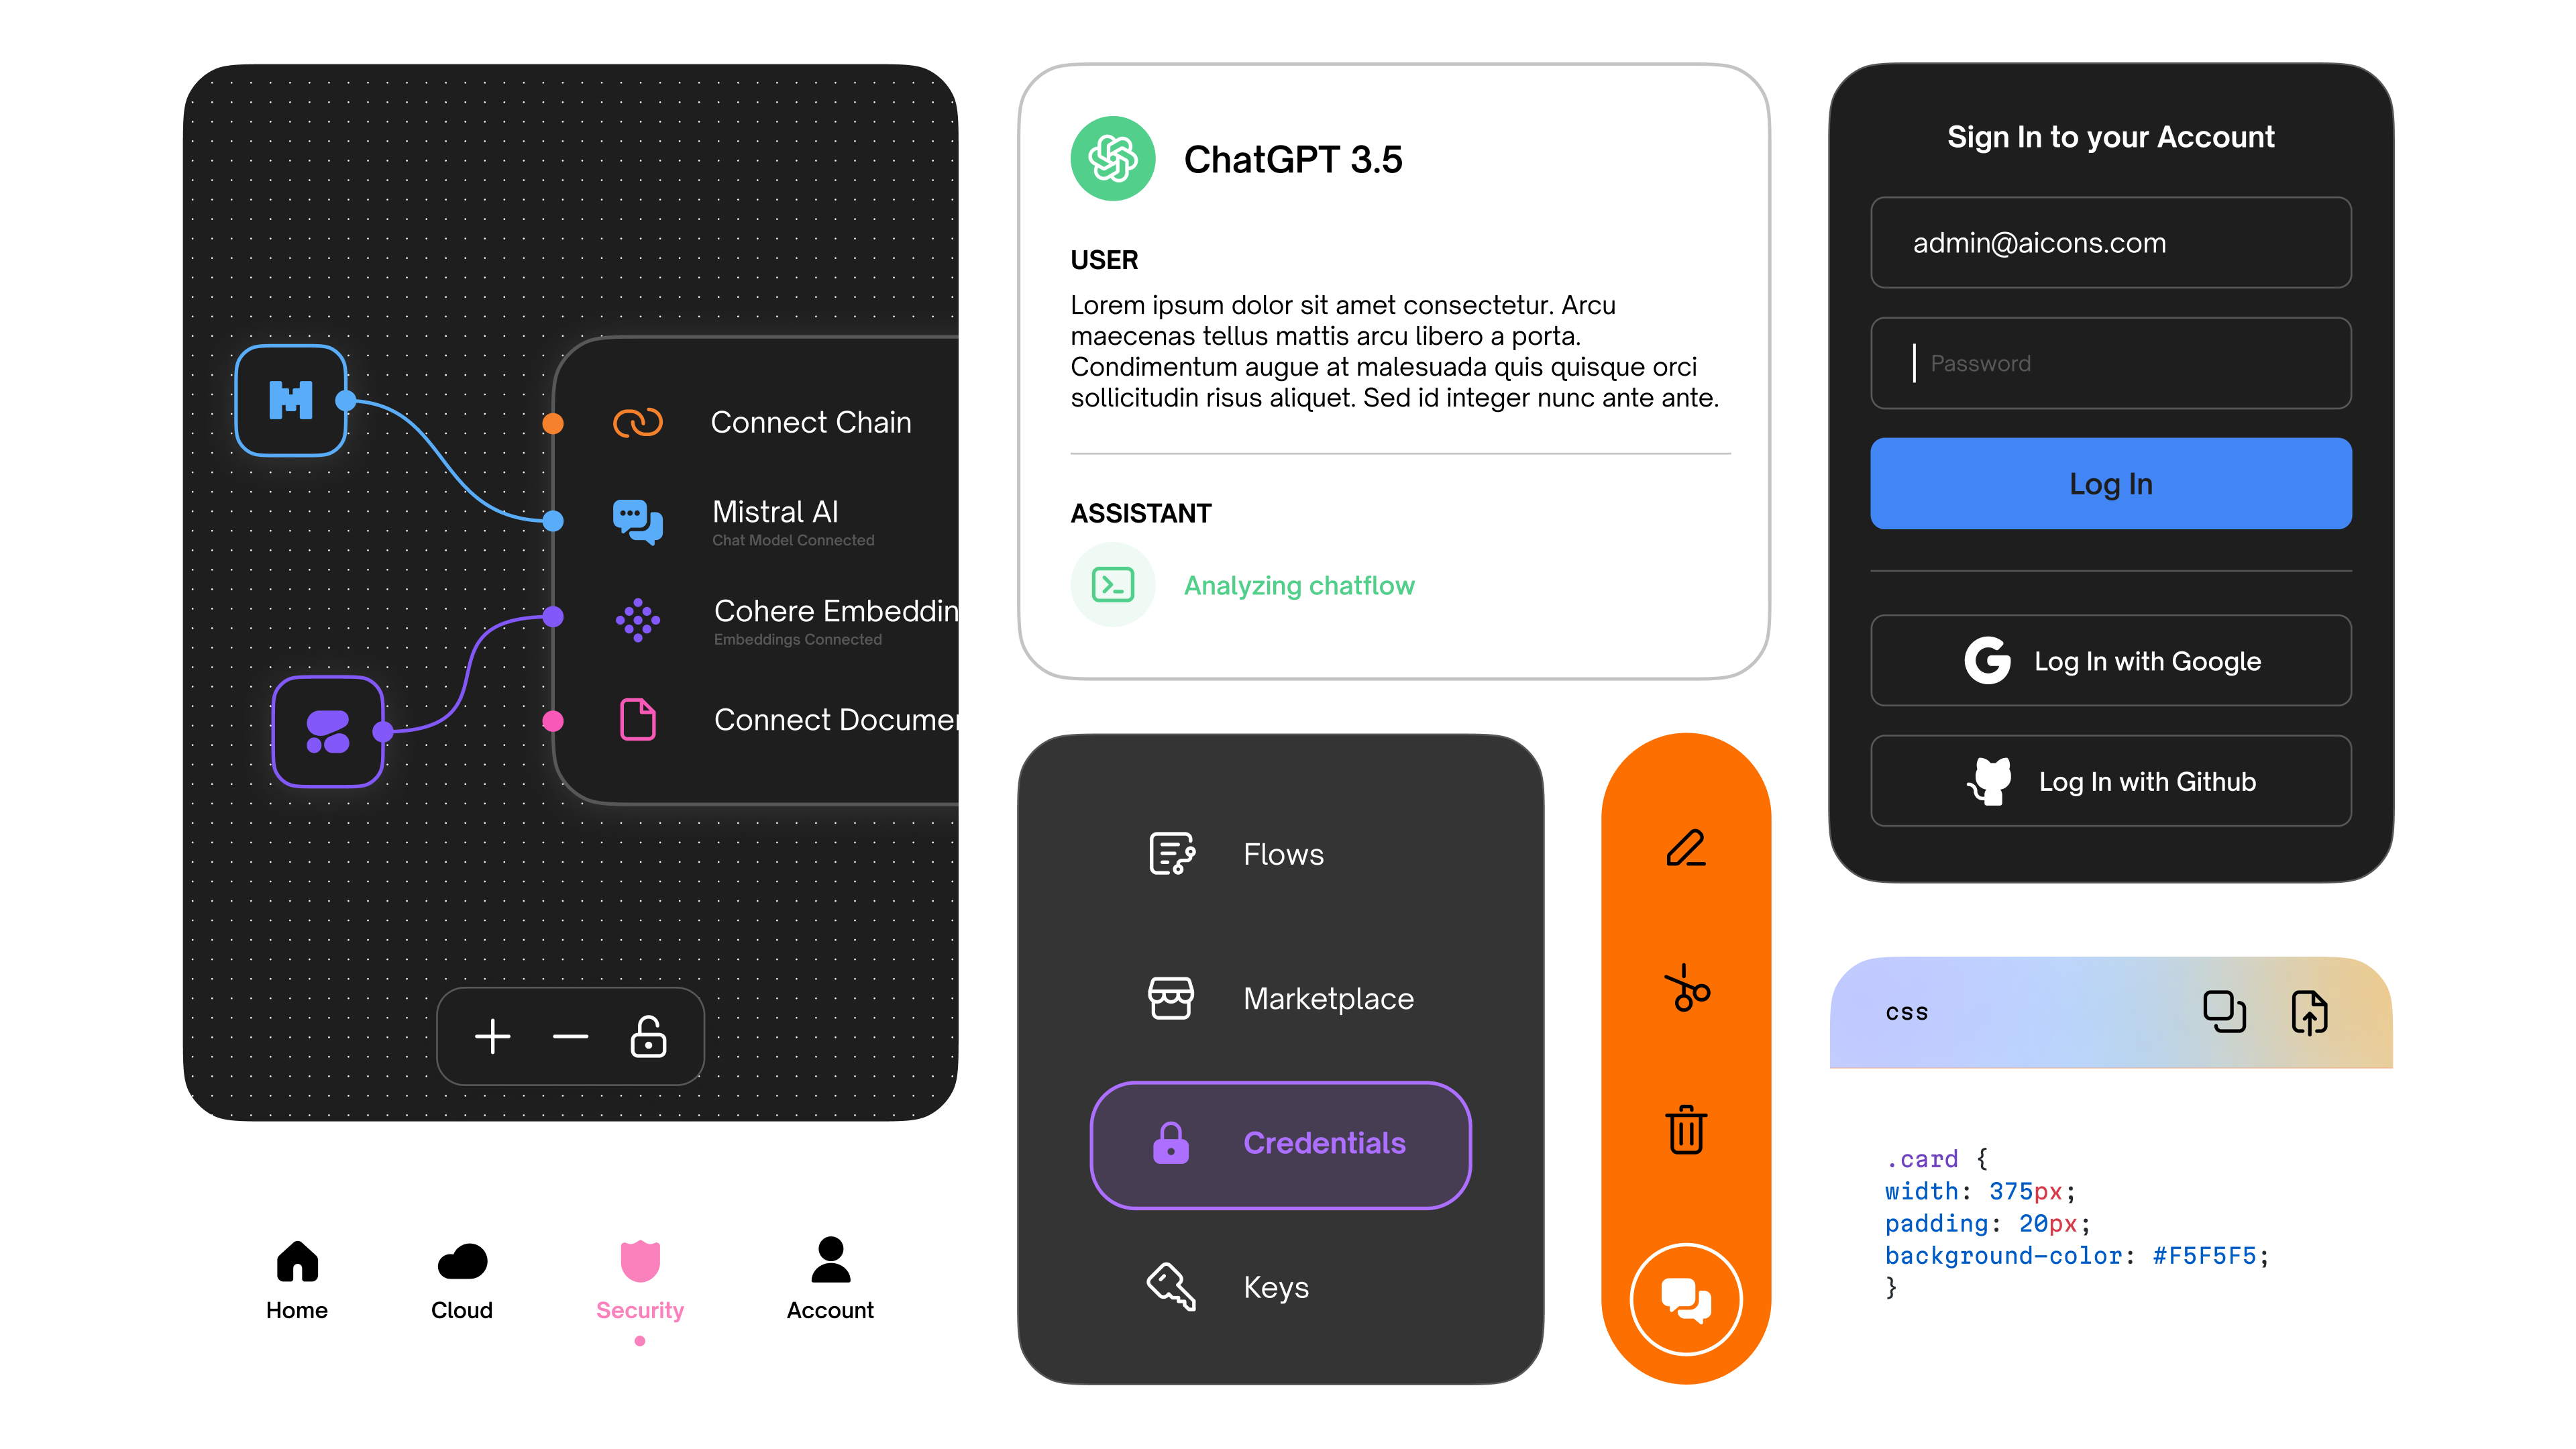 Connect Chain
Mistral AI
Chat Model Connected
Cohere Embeddin
Embeddings Connected
Connect Documen
Home
Cloud
Security
Account
ChatGPT 3.5
USER
Lorem ipsum dolor sit amet consectetur. Arcu
maecenas tellus mattis arcu libero a porta.
Condimentum augue at malesuada quis quisque orci
sollicitudin risus aliquet. Sed id integer nunc ante ante.
ASSISTANT
Analyzing chatflow
Flows
Marketplace
Credentials
Keys
Sign In to your Account
admin@aicons.com
Password
Log In
Log In with Google
Log In with Github
css
.card {
width: 375px;
padding: 20px;
background-color: #F5F5F5;
}